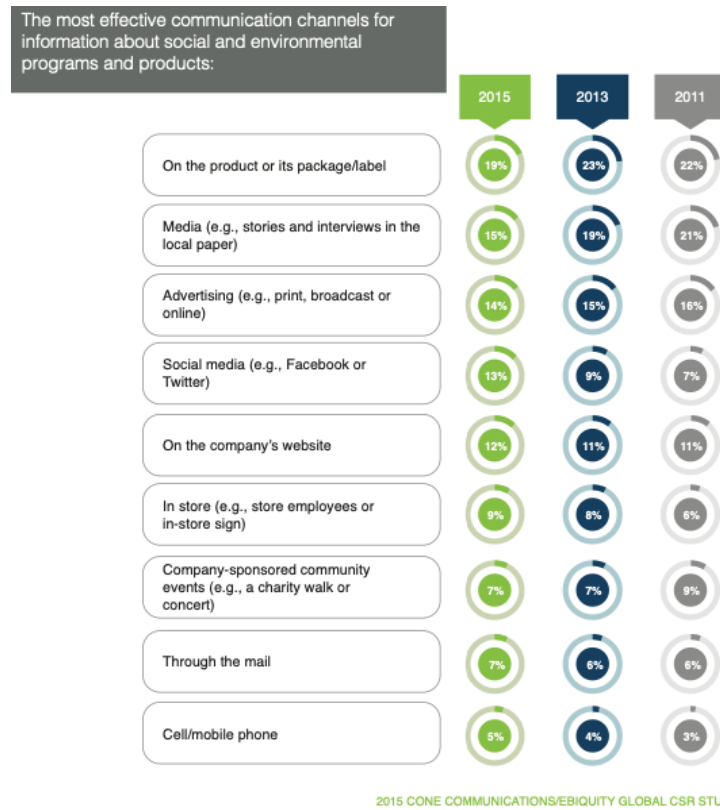 The most effective communication channels for
information about social and environmental
programs and products:
2015 2013 2011
On the product or its package/label 19% 23% 22%
Media (e.g., stories and interviews in the
local paper) 15% 19% 21%
Advertising (e.g., print, broadcast or
online) 14% 15% 16%
Social media (e.g., Facebook or
Twitter) 13% 9% 7%
On the company's website 12% 11% 11%
In store (e.g., store employees or
in-store sign) 9% 8% 6%
Company-sponsored community
events (e.g., a charity walk or
concert) 7% 7% 9%
Through the mail 7% 6% 6%
Cell/mobile phone 5% 4% 3%
2015 CONE COMMUNICATIONS/EBIQUITY GLOBAL CSR STU